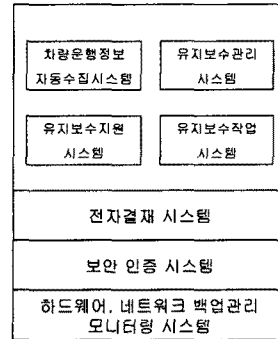 차량운행정보
자동수집시스템
유지보수관리
시스템
유지보수지원
시스템
유지보수작업
시스템
전자결재 시스템
보안 인증 시스템
하드웨어, 네트워크 백업관리
모니터링 시스템